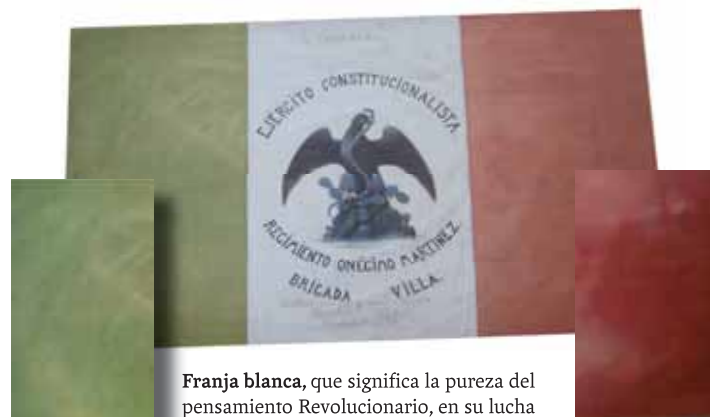 EJERCITO CONSTITUCIONALISTA
REGIMIENTO ONECIMO MARTINEZ.
BRIGADA VILLA.
Franja blanca, que significa la pureza del
pensamiento Revolucionario, en su lucha